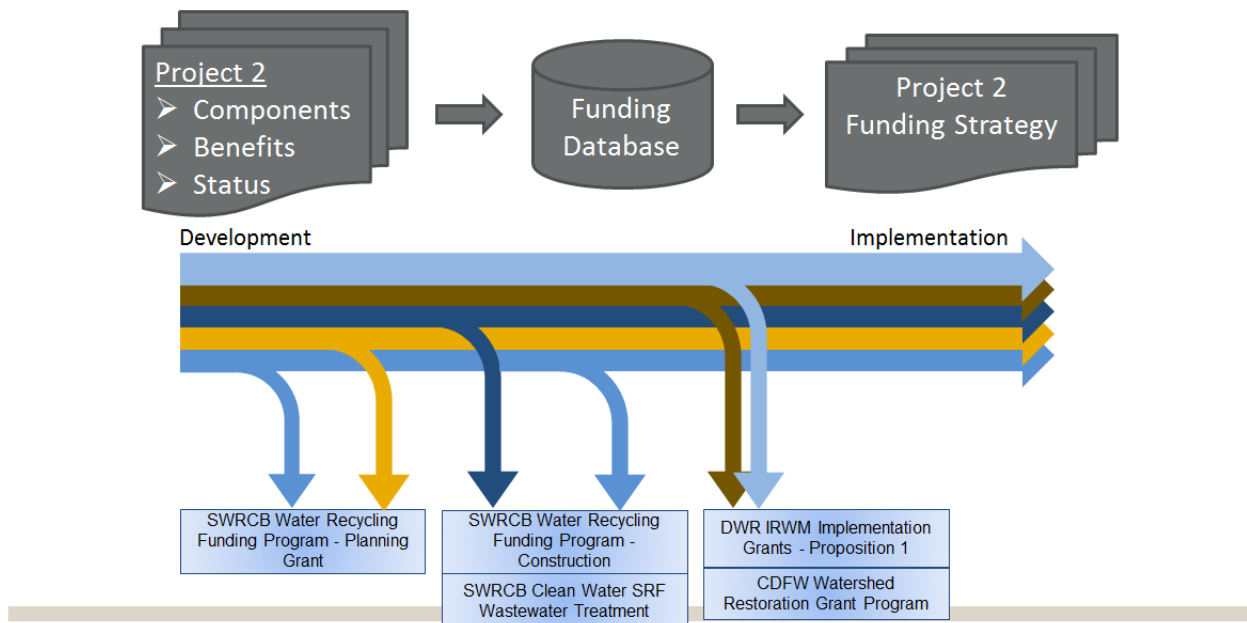 Project 2
➢ Components
➢ Benefits
➢ Status
Funding
Database
Project 2
Funding Strategy
Development
Implementation
SWRCB Water Recycling
Funding Program - Planning
Grant
SWRCB Water Recycling
Funding Program -
Construction
SWRCB Clean Water SRF
Wastewater Treatment
DWR IRWM Implementation
Grants - Proposition 1
CDFW Watershed
Restoration Grant Program